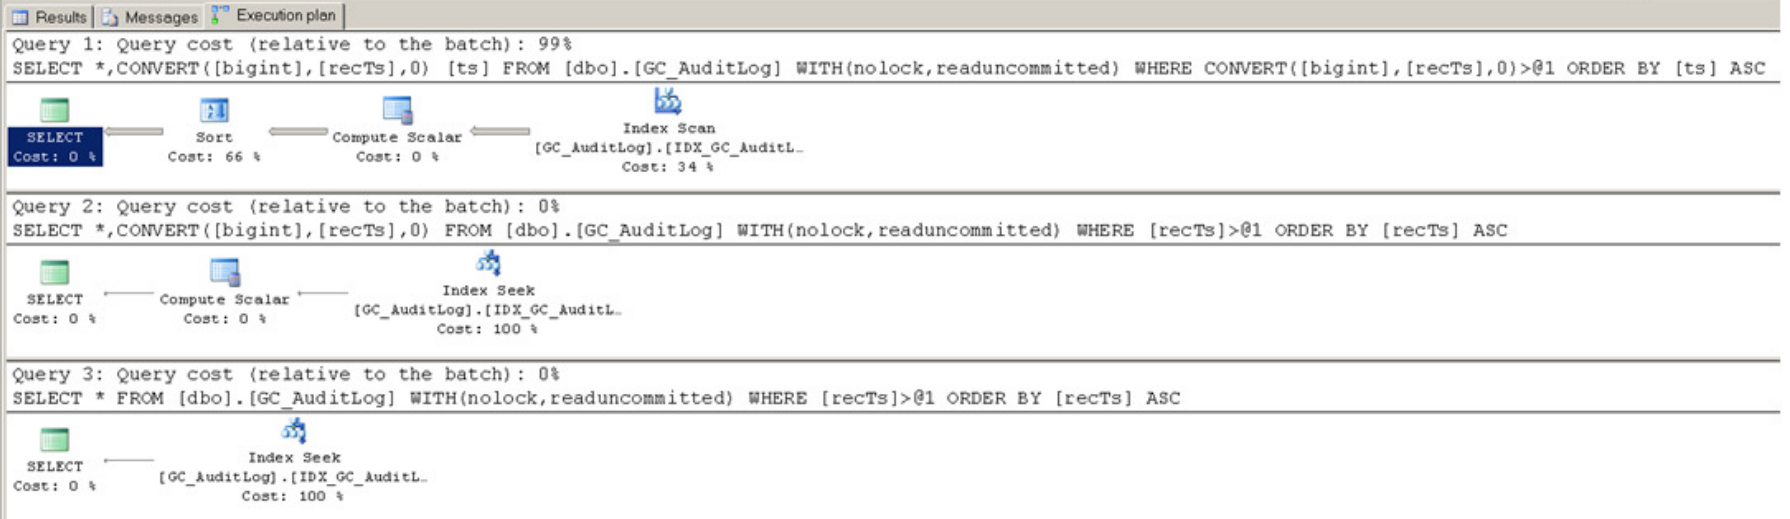 Results Messages Execution plan
Query 1: Query cost (relative to the batch): 99%
SELECT *,CONVERT([bigint],[recTs],0) [ts] FROM [dbo].[GC_AuditLog] WITH(nolock,readuncommitted) WHERE CONVERT([bigint],[recTs],0)>@1 ORDER BY [ts] ASC
SELECT
Cost: 0 %
Sort
Cost: 66 %
Compute Scalar
Cost: 0 %
Index Scan
[GC_AuditLog].[IDX_GC_AuditL…
Cost: 34 %
Query 2: Query cost (relative to the batch): 0%
SELECT *,CONVERT([bigint],[recTs],0) FROM [dbo].[GC_AuditLog] WITH(nolock,readuncommitted) WHERE [recTs]>@1 ORDER BY [recTs] ASC
SELECT
Cost: 0 %
Compute Scalar
Cost: 0 %
Index Seek
[GC_AuditLog].[IDX_GC_AuditL…
Cost: 100 %
Query 3: Query cost (relative to the batch): 0%
SELECT * FROM [dbo].[GC_AuditLog] WITH(nolock,readuncommitted) WHERE [recTs]>@1 ORDER BY [recTs] ASC
SELECT
Cost: 0 %
Index Seek
[GC_AuditLog].[IDX_GC_AuditL…
Cost: 100 %